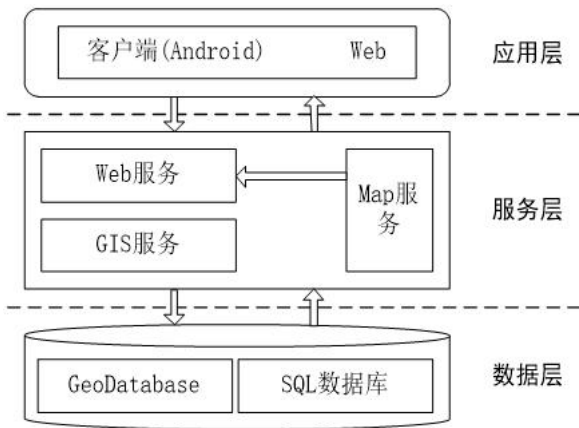 客户端(Android) Web
应用层
Web服务
Map服
务
GIS服务
服务层
GeoDatabase
SQL数据库
数据层